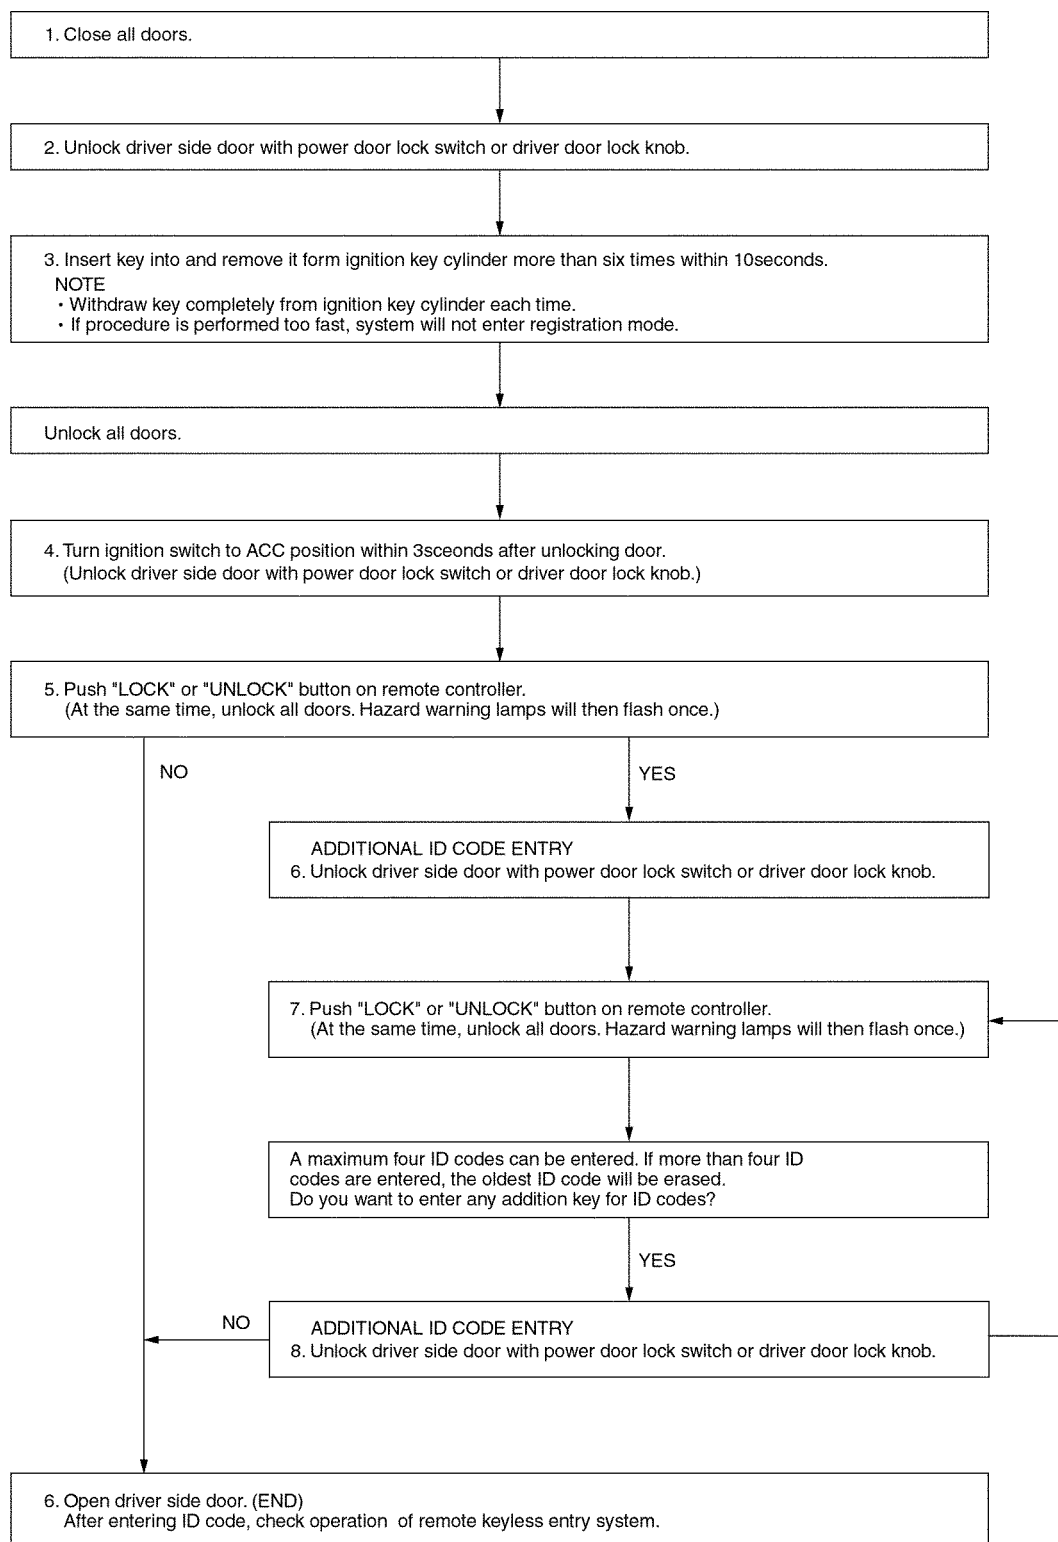 1. Close all doors.
2. Unlock driver side door with power door lock switch or driver door lock knob.
3. Insert key into and remove it form ignition key cylinder more than six times within 10seconds.
NOTE
・Withdraw key completely from ignition key cylinder each time.
・If procedure is performed too fast, system will not enter registration mode.
Unlock all doors.
4. Turn ignition switch to ACC position within 3sceonds after unlocking door.
(Unlock driver side door with power door lock switch or driver door lock knob.)
5. Push "LOCK" or "UNLOCK" button on remote controller.
(At the same time, unlock all doors. Hazard warning lamps will then flash once.)
NO
YES
ADDITIONAL ID CODE ENTRY
6. Unlock driver side door with power door lock switch or driver door lock knob.
7. Push "LOCK" or "UNLOCK" button on remote controller.
(At the same time, unlock all doors. Hazard warning lamps will then flash once.)
A maximum four ID codes can be entered. If more than four ID
codes are entered, the oldest ID code will be erased.
Do you want to enter any addition key for ID codes?
YES
NO
ADDITIONAL ID CODE ENTRY
8. Unlock driver side door with power door lock switch or driver door lock knob.
6. Open driver side door. (END)
After entering ID code, check operation of remote keyless entry system.